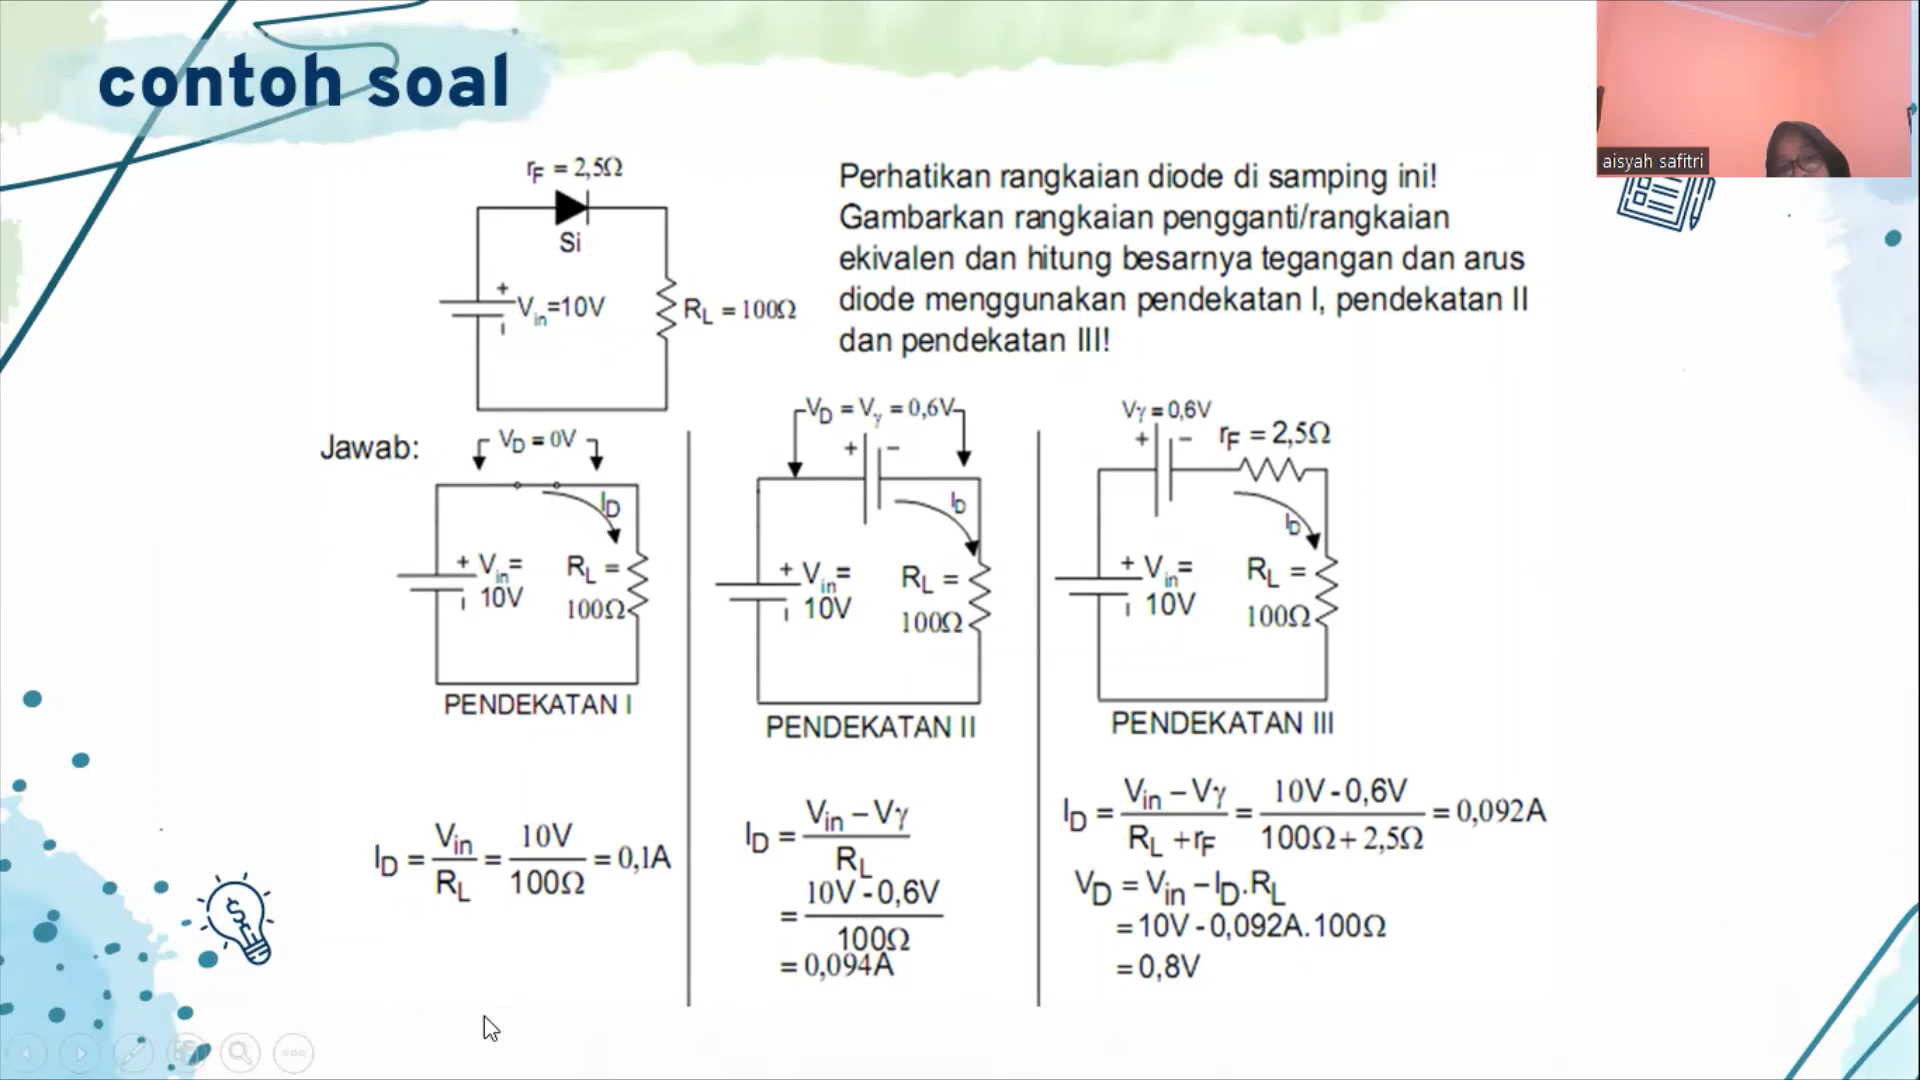 contoh soal
aisyah safitri
rF = 2,5Ω
Si
+
Vin=10V
RL = 100Ω
Perhatikan rangkaian diode di samping ini!
Gambarkan rangkaian pengganti/rangkaian
ekivalen dan hitung besarnya tegangan dan arus
diode menggunakan pendekatan I, pendekatan II
dan pendekatan III!
Jawab:
VD = 0V
ID
+ Vin=
10V
RL =
100Ω
PENDEKATAN I
ID = Vin/RL = 10V/100Ω = 0,1A
VD = Vγ = 0,6V
+ −
ID
+ Vin=
10V
RL =
100Ω
PENDEKATAN II
ID = Vin − Vγ/RL
= 10V - 0,6V/100Ω
= 0,094A
Vγ = 0,6V
+ −
rF = 2,5Ω
ID
+ Vin=
10V
RL =
100Ω
PENDEKATAN III
ID = Vin − Vγ/RL + rF = 10V - 0,6V/100Ω + 2,5Ω = 0,092A
VD = Vin − ID.RL
= 10V - 0,092A.100Ω
= 0,8V